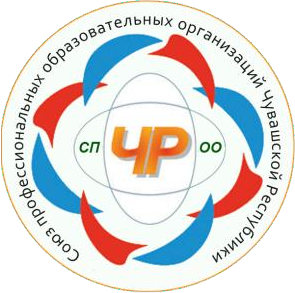 Союз профессиональных образовательных организаций Чувашской Республики
СП ЧР ОО